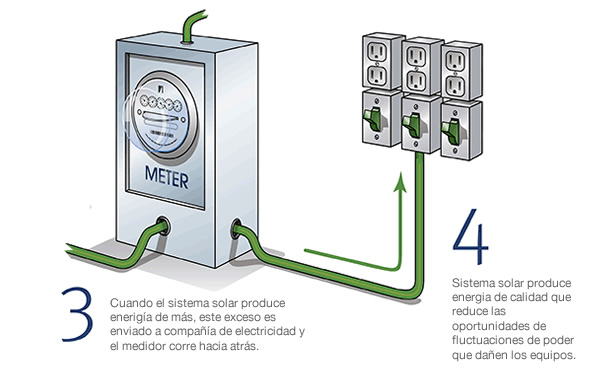 METER
3
Cuando el sistema solar produce
enerigía de más, este exceso es
enviado a compañía de electricidad y
el medidor corre hacia atrás.
4
Sistema solar produce
energia de calidad que
reduce las
oportunidades de
fluctuaciones de poder
que dañen los equipos.